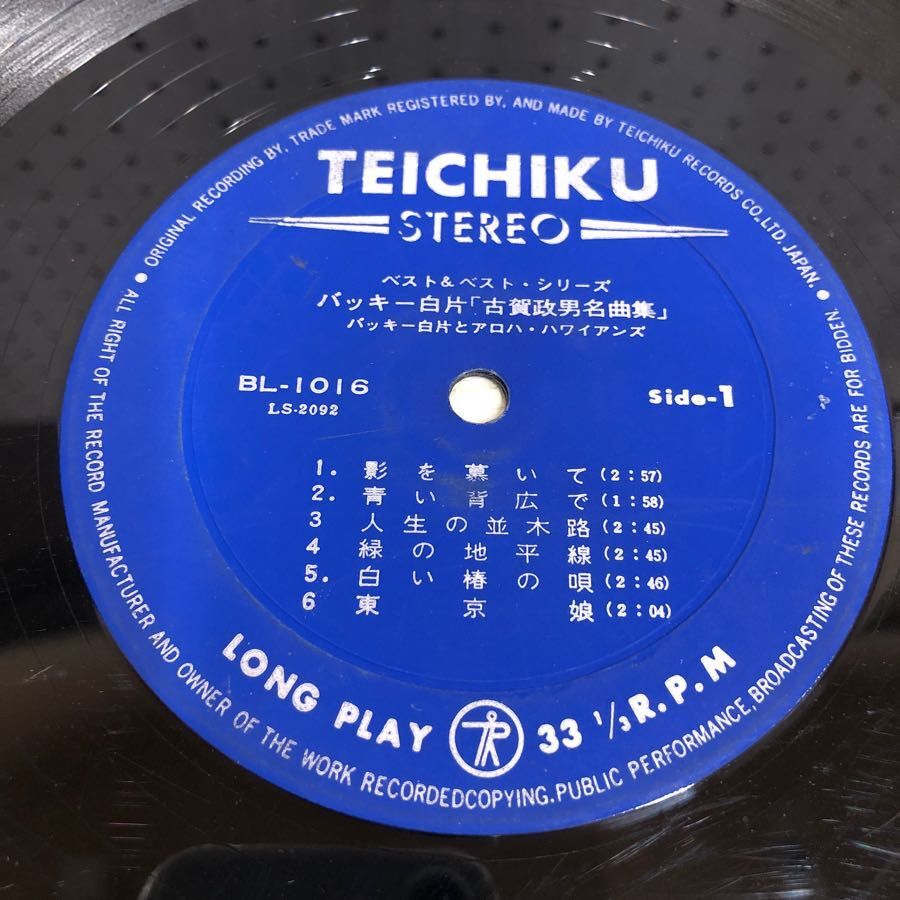 ORIGINAL RECORDING BY, TRADE MARK REGISTERED BY, AND MADE BY TEICHIKU RECORDS CO., LTD. JAPAN.
TEICHIKU
STEREO
ベスト&ベスト・シリーズ
バッキー白片「古賀政男名曲集」
バッキー白片とアロハ・ハワイアンズ
BL-1016
LS-2092
Side-1
1. 影を慕いて (2:57)
2. 青い背広で (1:58)
3 人生の並木路 (2:45)
4 緑の地平線 (2:45)
5. 白い椿の唄 (2:46)
6 東京娘 (2:04)
LONG PLAY 33 1/3 R.P.M
ALL RIGHT OF THE RECORD MANUFACTURER AND OWNER OF THE WORK RECORDEDCOPYING. PUBLIC PERFORMANCE, BROADCASTING OF THESE RECORDS ARE FOR BIDDEN